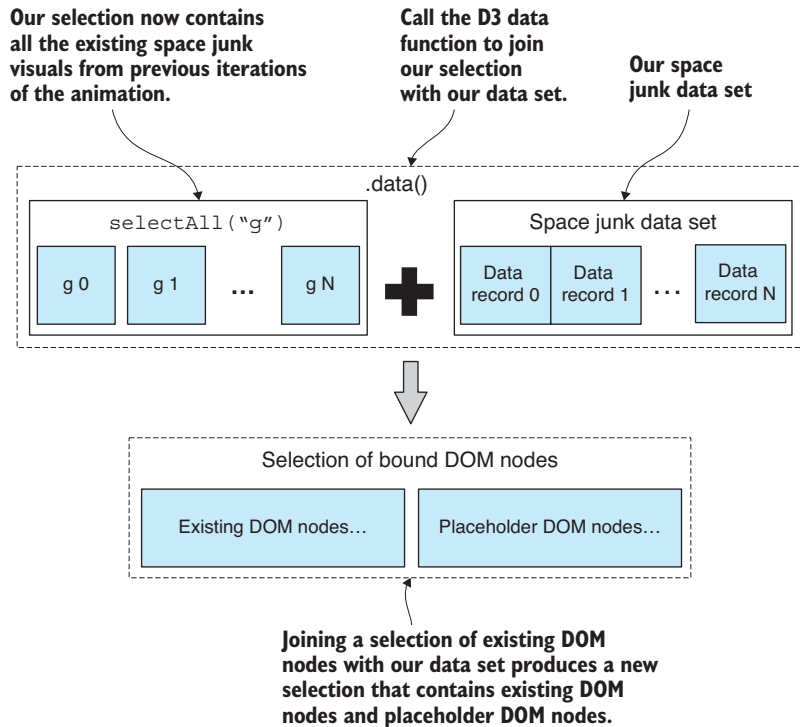 Our selection now contains
all the existing space junk
visuals from previous iterations
of the animation.
Call the D3 data
function to join
our selection
with our data set.
Our space
junk data set
.data()
selectAll(“g”)
g 0
g 1
...
g N
Space junk data set
Data
record 0
Data
record 1
...
Data
record N
Selection of bound DOM nodes
Existing DOM nodes…
Placeholder DOM nodes…
Joining a selection of existing DOM
nodes with our data set produces a new
selection that contains existing DOM
nodes and placeholder DOM nodes.